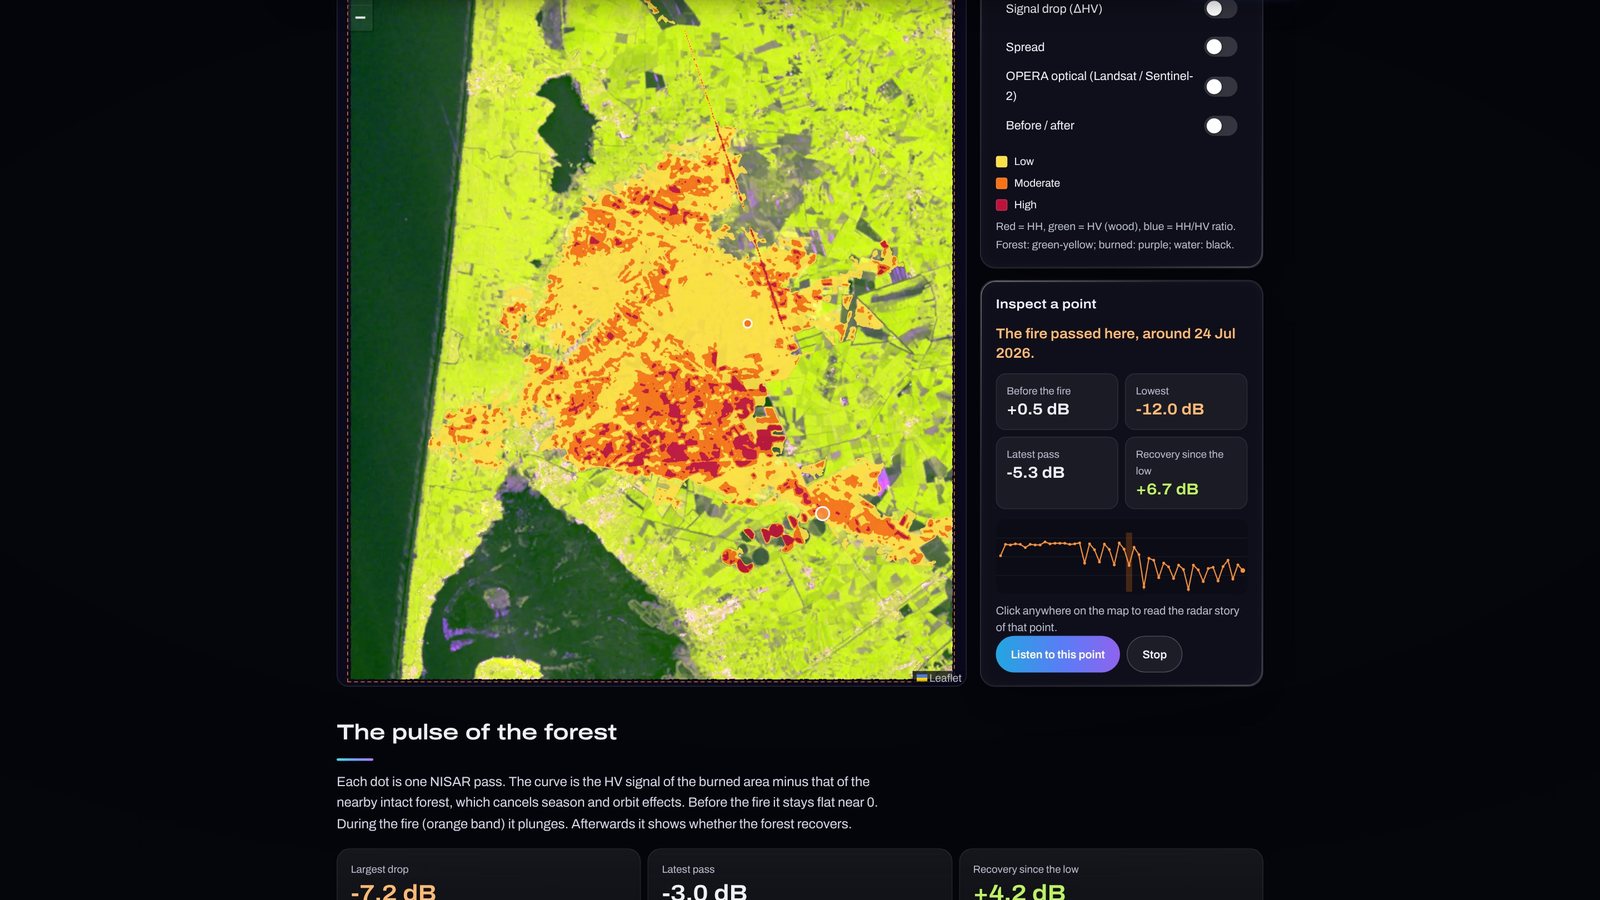 −
Signal drop (ΔHV)
Spread
OPERA optical (Landsat / Sentinel-
2)
Before / after
Low
Moderate
High
Red = HH, green = HV (wood), blue = HH/HV ratio.
Forest: green-yellow; burned: purple; water: black.
Inspect a point
The fire passed here, around 24 Jul
2026.
Before the fire
+0.5 dB
Lowest
-12.0 dB
Latest pass
-5.3 dB
Recovery since the
low
+6.7 dB
Click anywhere on the map to read the radar story
of that point.
Listen to this point
Stop
Leaflet
The pulse of the forest
Each dot is one NISAR pass. The curve is the HV signal of the burned area minus that of the
nearby intact forest, which cancels season and orbit effects. Before the fire it stays flat near 0.
During the fire (orange band) it plunges. Afterwards it shows whether the forest recovers.
Largest drop
-7.2 dB
Latest pass
-3.0 dB
Recovery since the low
+4.2 dB